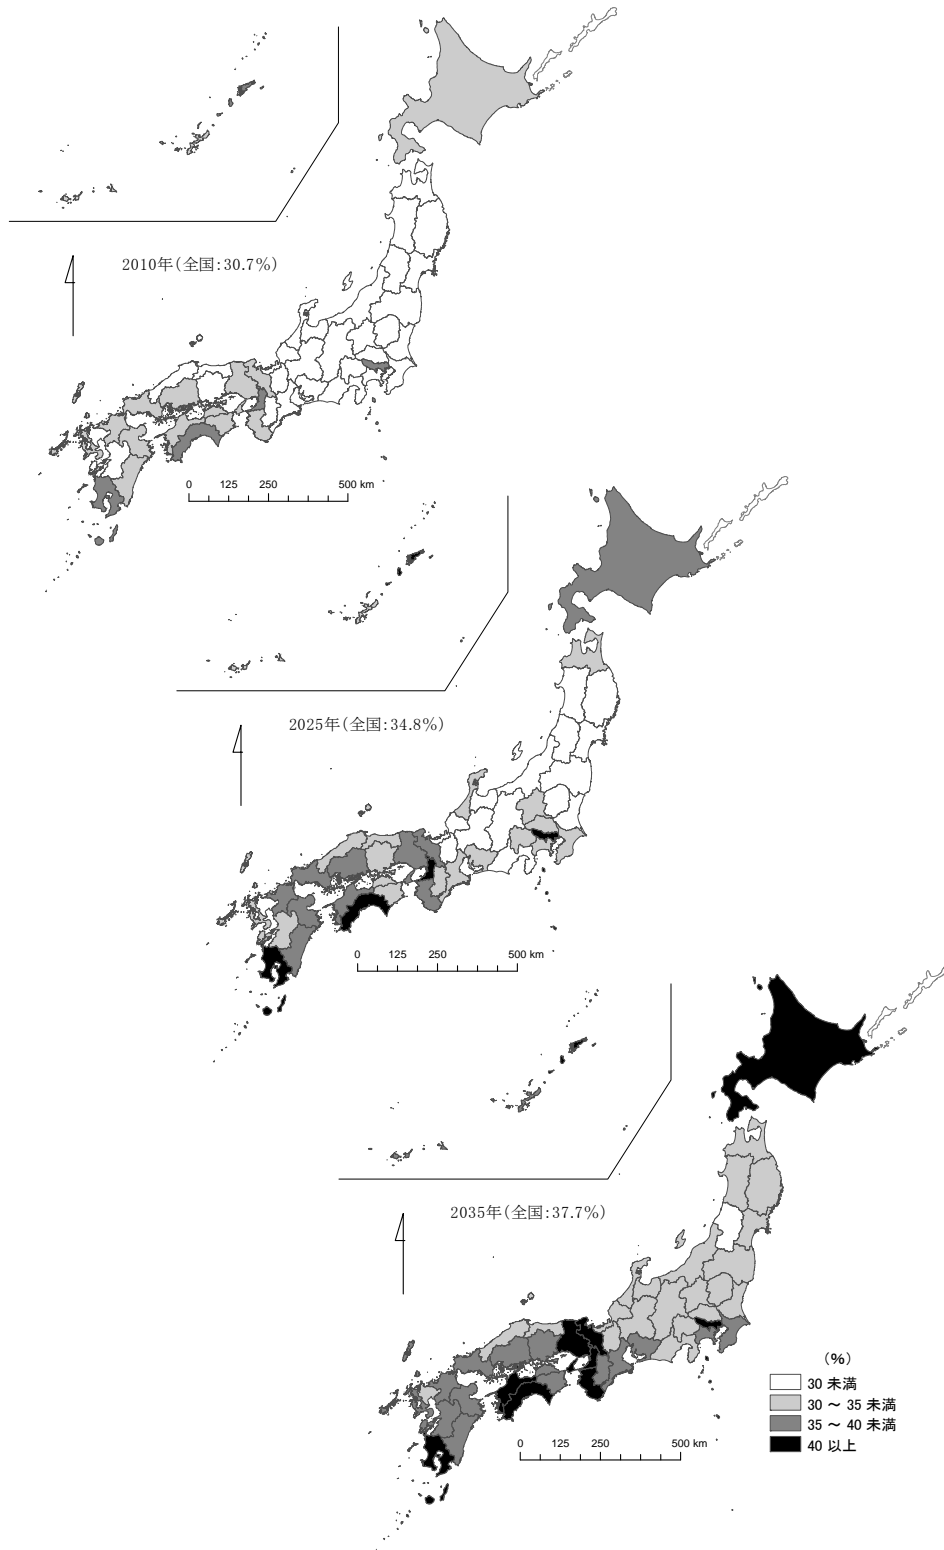 2010年（全国：30.7％）
0 125 250 500 km
2025年（全国：34.8％）
0 125 250 500 km
2035年（全国：37.7％）
（％）
30 未満
30 ～ 35 未満
35 ～ 40 未満
40 以上
0 125 250 500 km